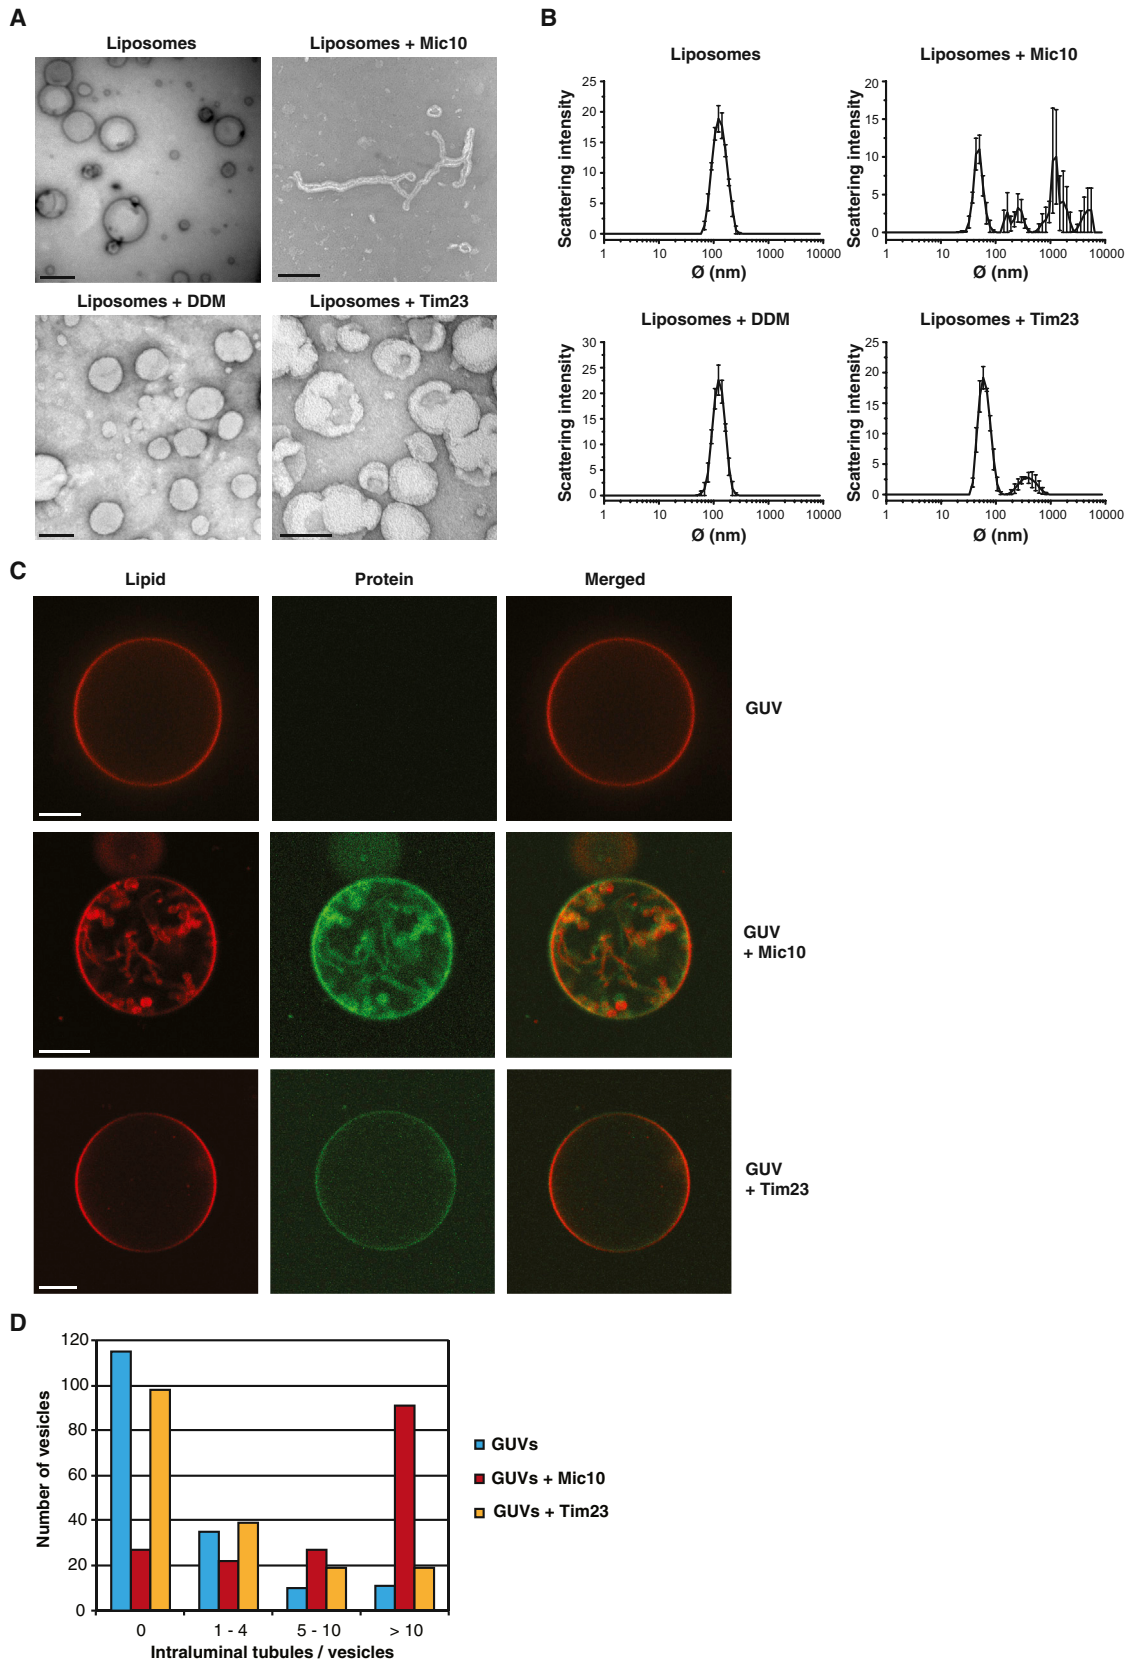 A
Liposomes
Liposomes + Mic10
Liposomes + DDM
Liposomes + Tim23
B
Liposomes
Scattering intensity
25
20
15
10
5
0
1
10
100
1000
10000
Ø (nm)
Liposomes + Mic10
Scattering intensity
20
15
10
5
0
1
10
100
1000
10000
Ø (nm)
Liposomes + DDM
Scattering intensity
30
25
20
15
10
5
0
1
10
100
1000
10000
Ø (nm)
Liposomes + Tim23
Scattering intensity
25
20
15
10
5
0
1
10
100
1000
10000
Ø (nm)
C
Lipid
Protein
Merged
GUV
GUV
+ Mic10
GUV
+ Tim23
D
Number of vesicles
120
100
80
60
40
20
0
0
1 - 4
5 - 10
> 10
Intraluminal tubules / vesicles
GUVs
GUVs + Mic10
GUVs + Tim23